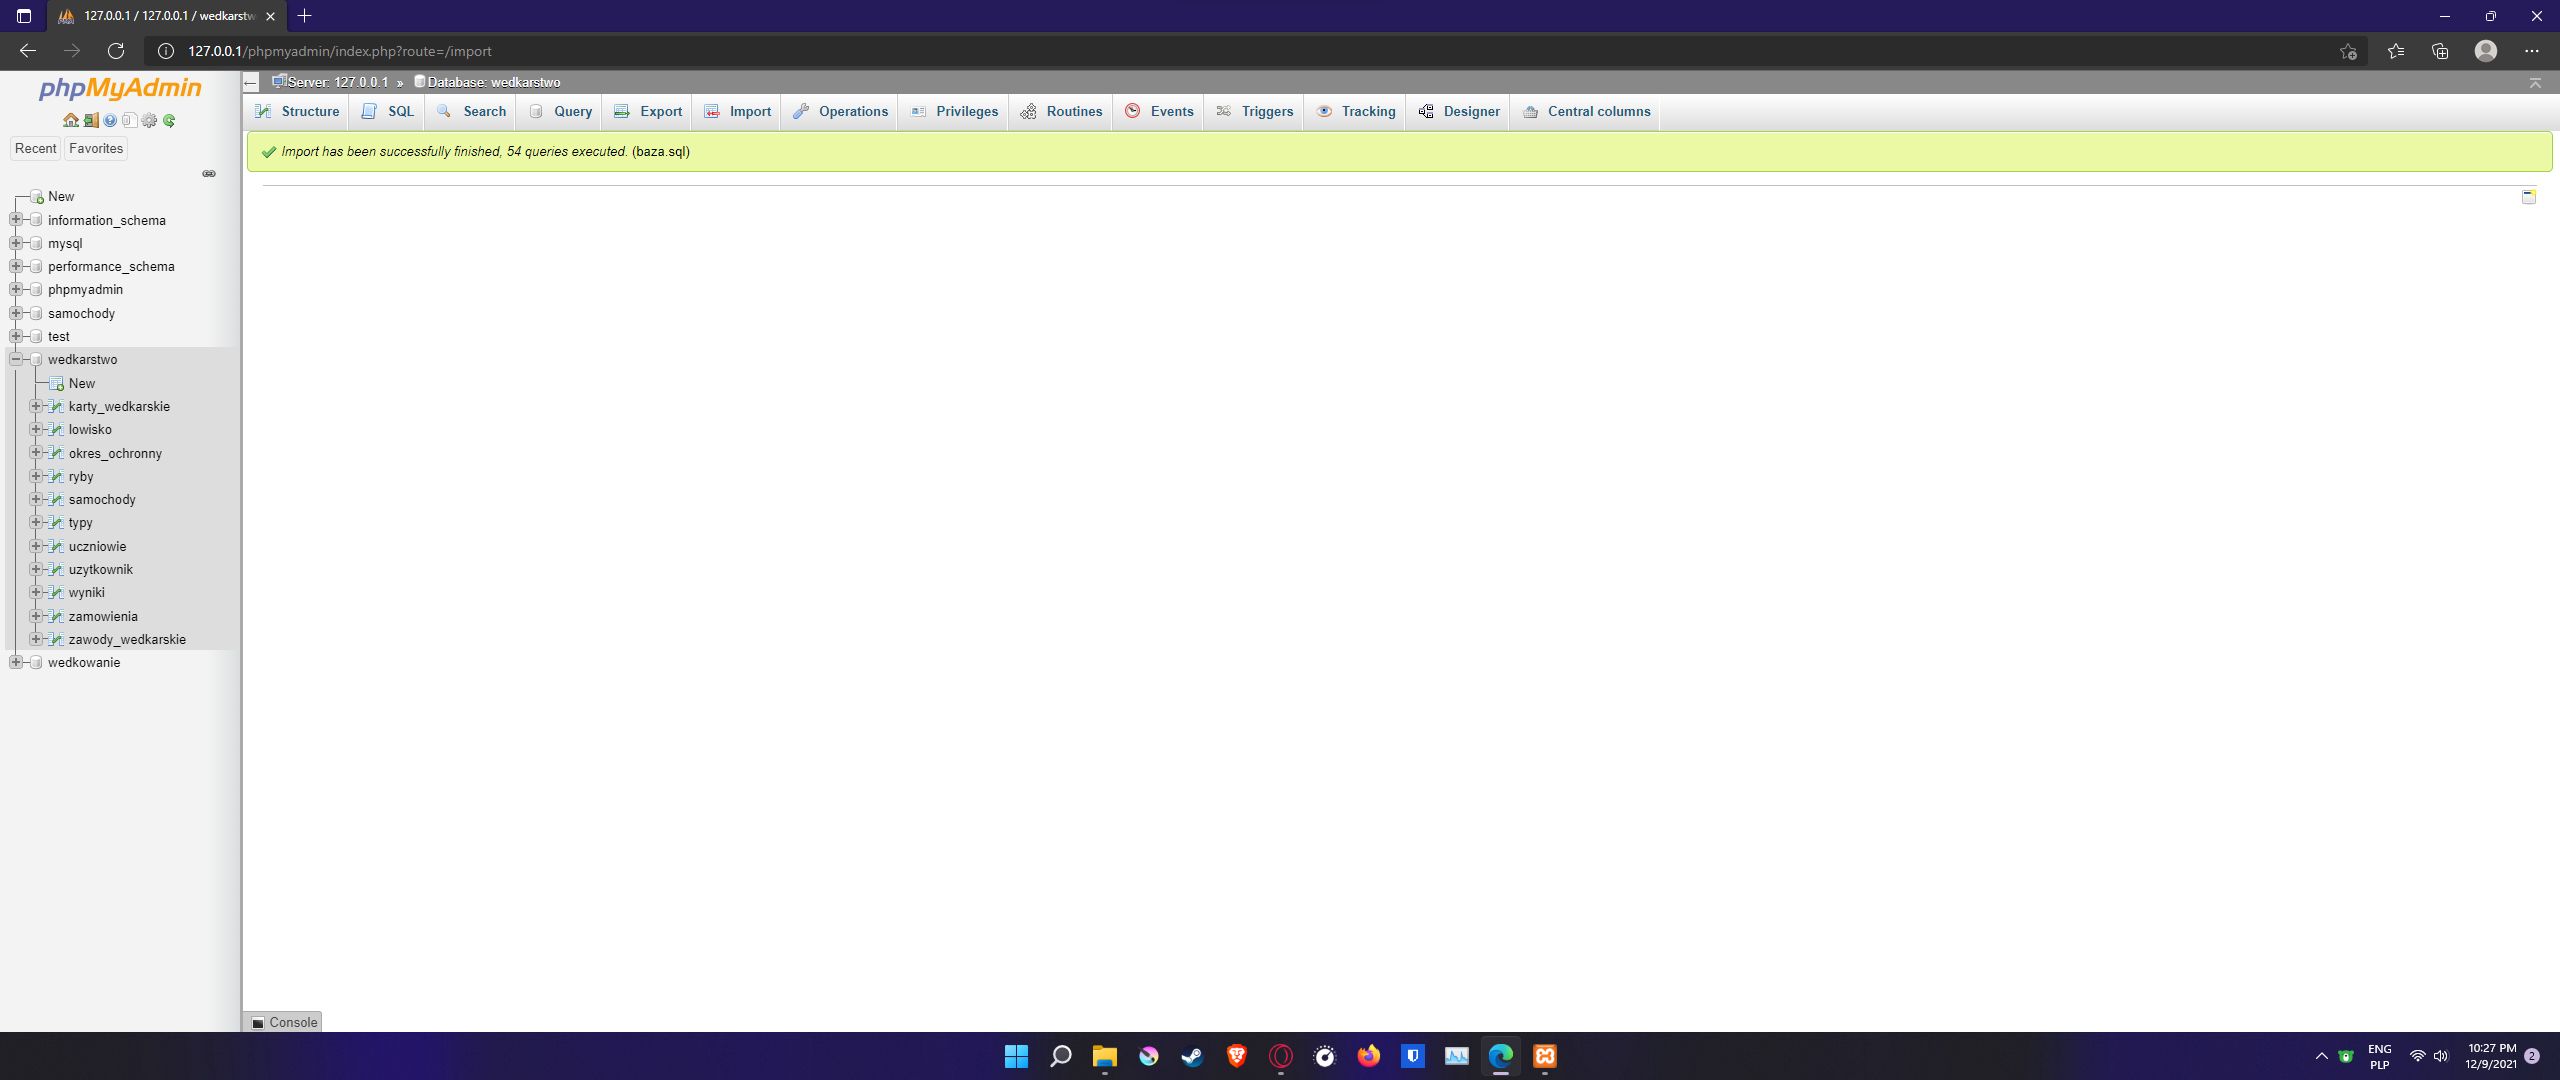 127.0.0.1 / 127.0.0.1 / wedkarstw
127.0.0.1/phpmyadmin/index.php?route=/import
phpMyAdmin
Recent Favorites
New
information_schema
mysql
performance_schema
phpmyadmin
samochody
test
wedkarstwo
New
karty_wedkarskie
lowisko
okres_ochronny
ryby
samochody
typy
uczniowie
uzytkownik
wyniki
zamowienia
zawody_wedkarskie
wedkowanie
Server: 127.0.0.1 » Database: wedkarstwo
Structure SQL Search Query Export Import Operations Privileges Routines Events Triggers Tracking Designer Central columns
Import has been successfully finished, 54 queries executed. (baza.sql)
Console
ENG
PLP
10:27 PM
12/9/2021
2